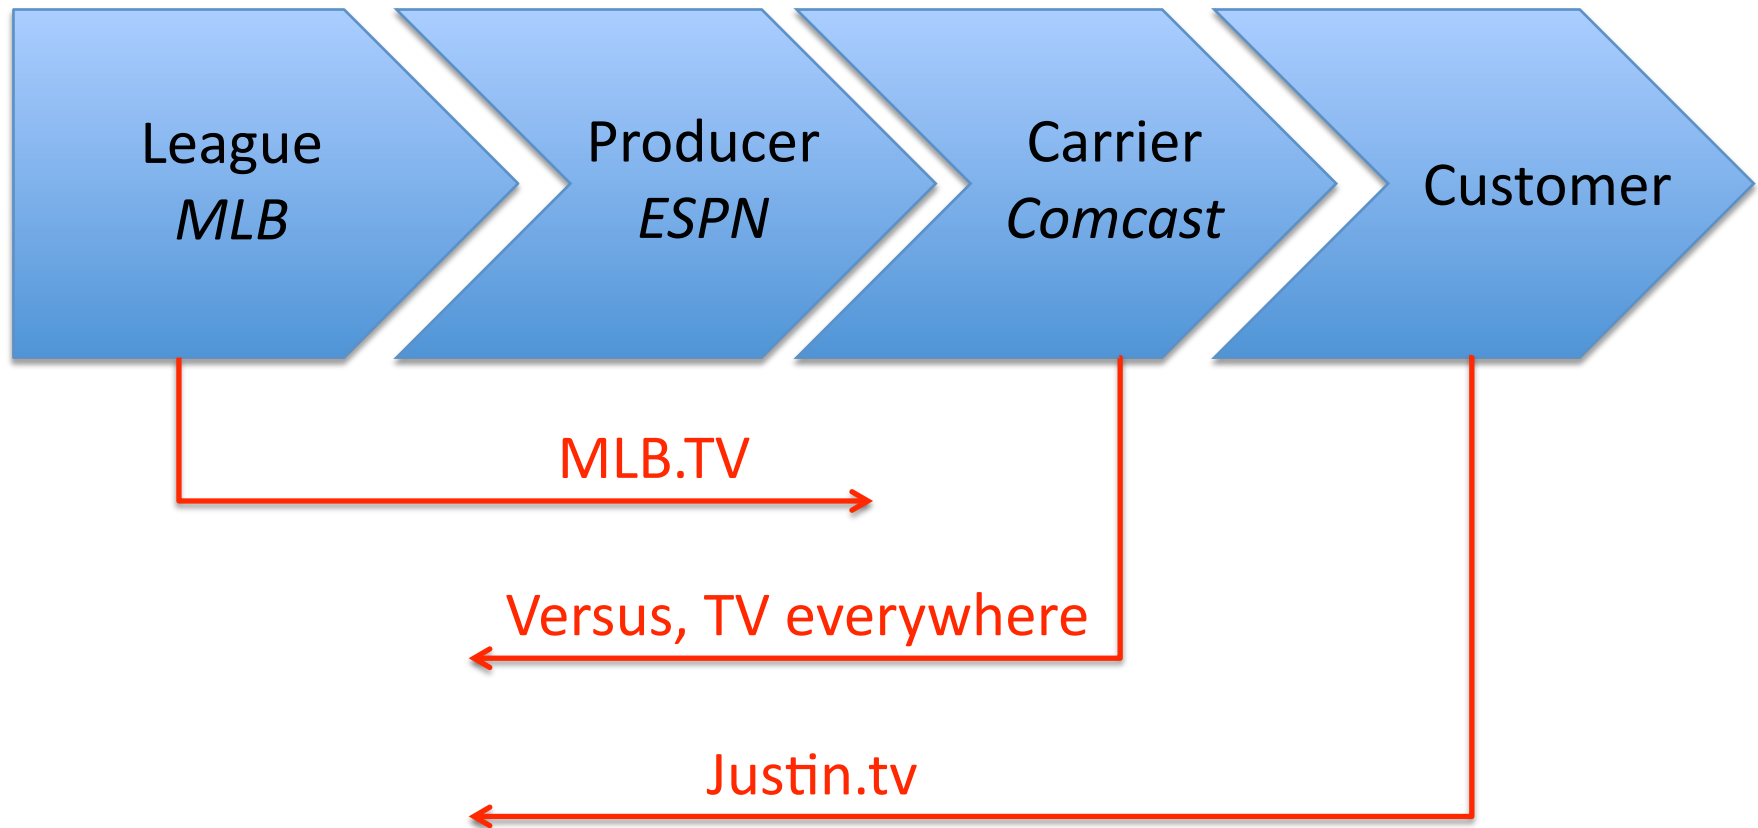 League
MLB
Producer
ESPN
Carrier
Comcast
Customer
MLB.TV
Versus, TV everywhere
Justin.tv